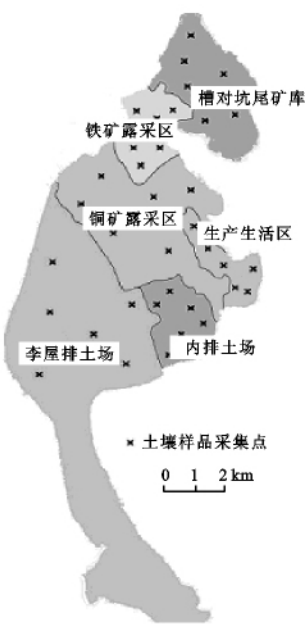 槽对坑尾矿库
铁矿露采区
铜矿露采区
生产生活区
李屋排土场
内排土场
土壤样品采集点
0 1 2 km